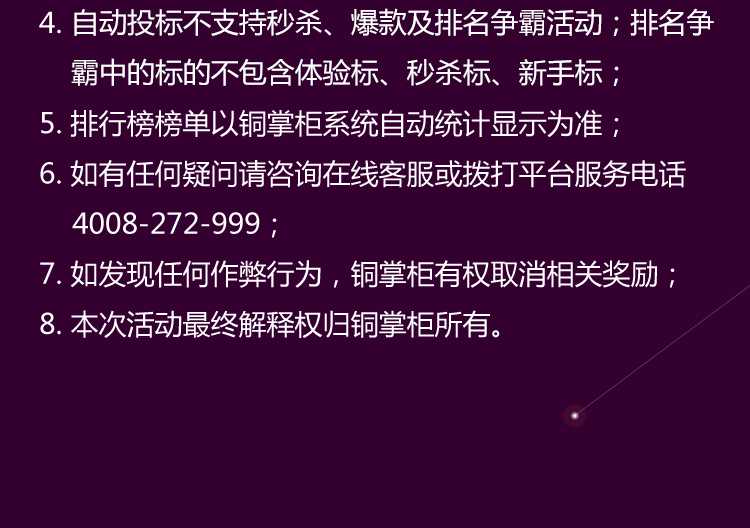 4. 自动投标不支持秒杀、爆款及排名争霸活动；排名争
霸中的标的不包含体验标、秒杀标、新手标；
5. 排行榜榜单以铜掌柜系统自动统计显示为准；
6. 如有任何疑问请咨询在线客服或拨打平台服务电话
4008-272-999；
7. 如发现任何作弊行为，铜掌柜有权取消相关奖励；
8. 本次活动最终解释权归铜掌柜所有。